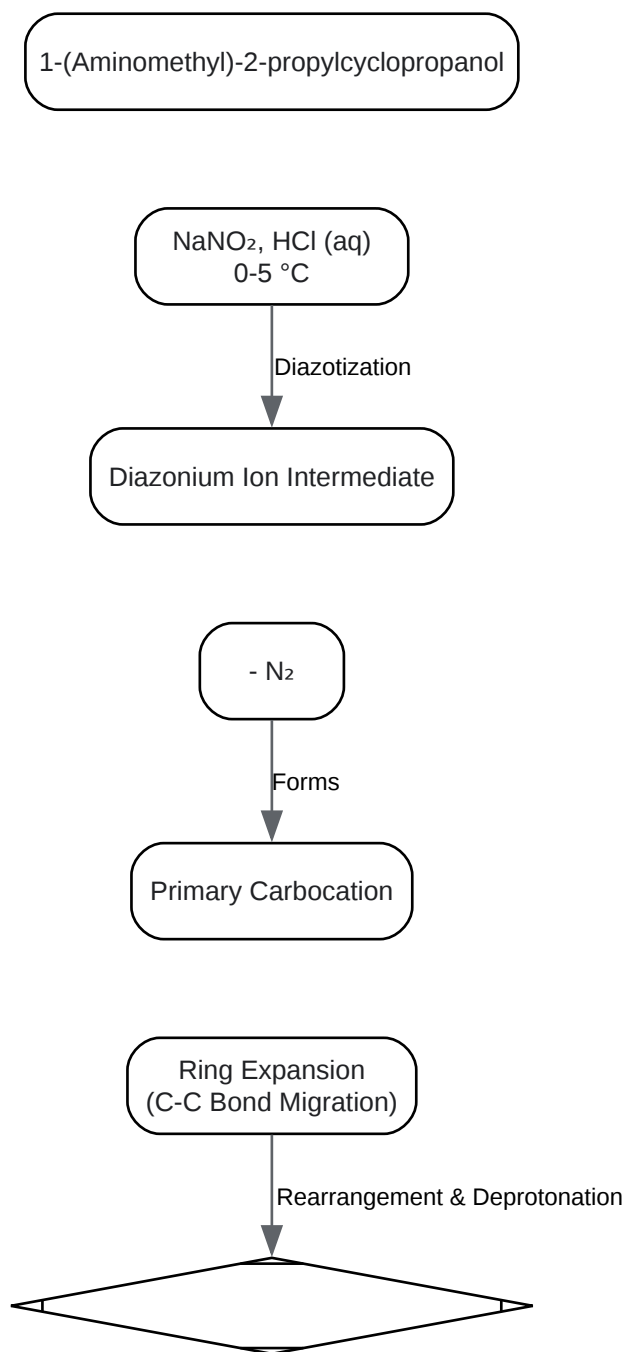 1-(Aminomethyl)-2-propylcyclopropanol
NaNO₂, HCl (aq)
0-5 °C
Diazotization
Diazonium Ion Intermediate
- N₂
Forms
Primary Carbocation
Ring Expansion
(C-C Bond Migration)
Rearrangement & Deprotonation